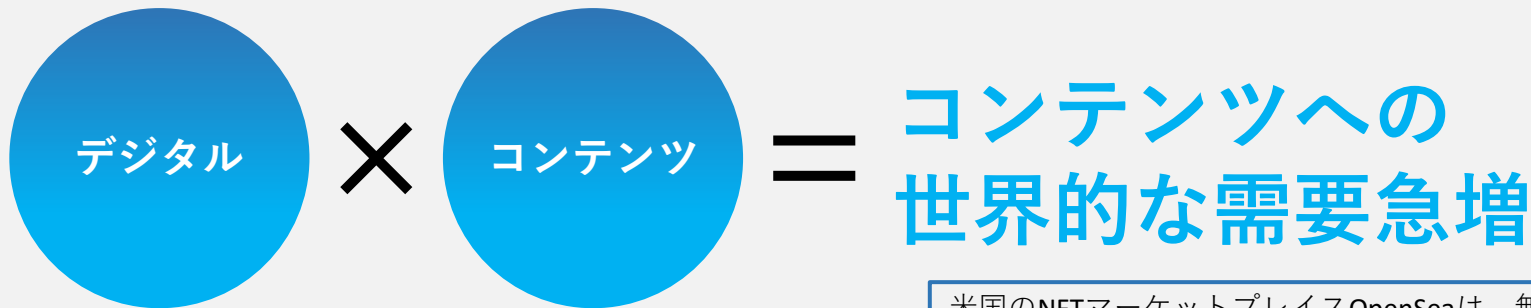 デジタル
×
コンテンツ
=
コンテンツへの
世界的な需要急増
米国のNFTマーケットプレイスOpenSeaは、無